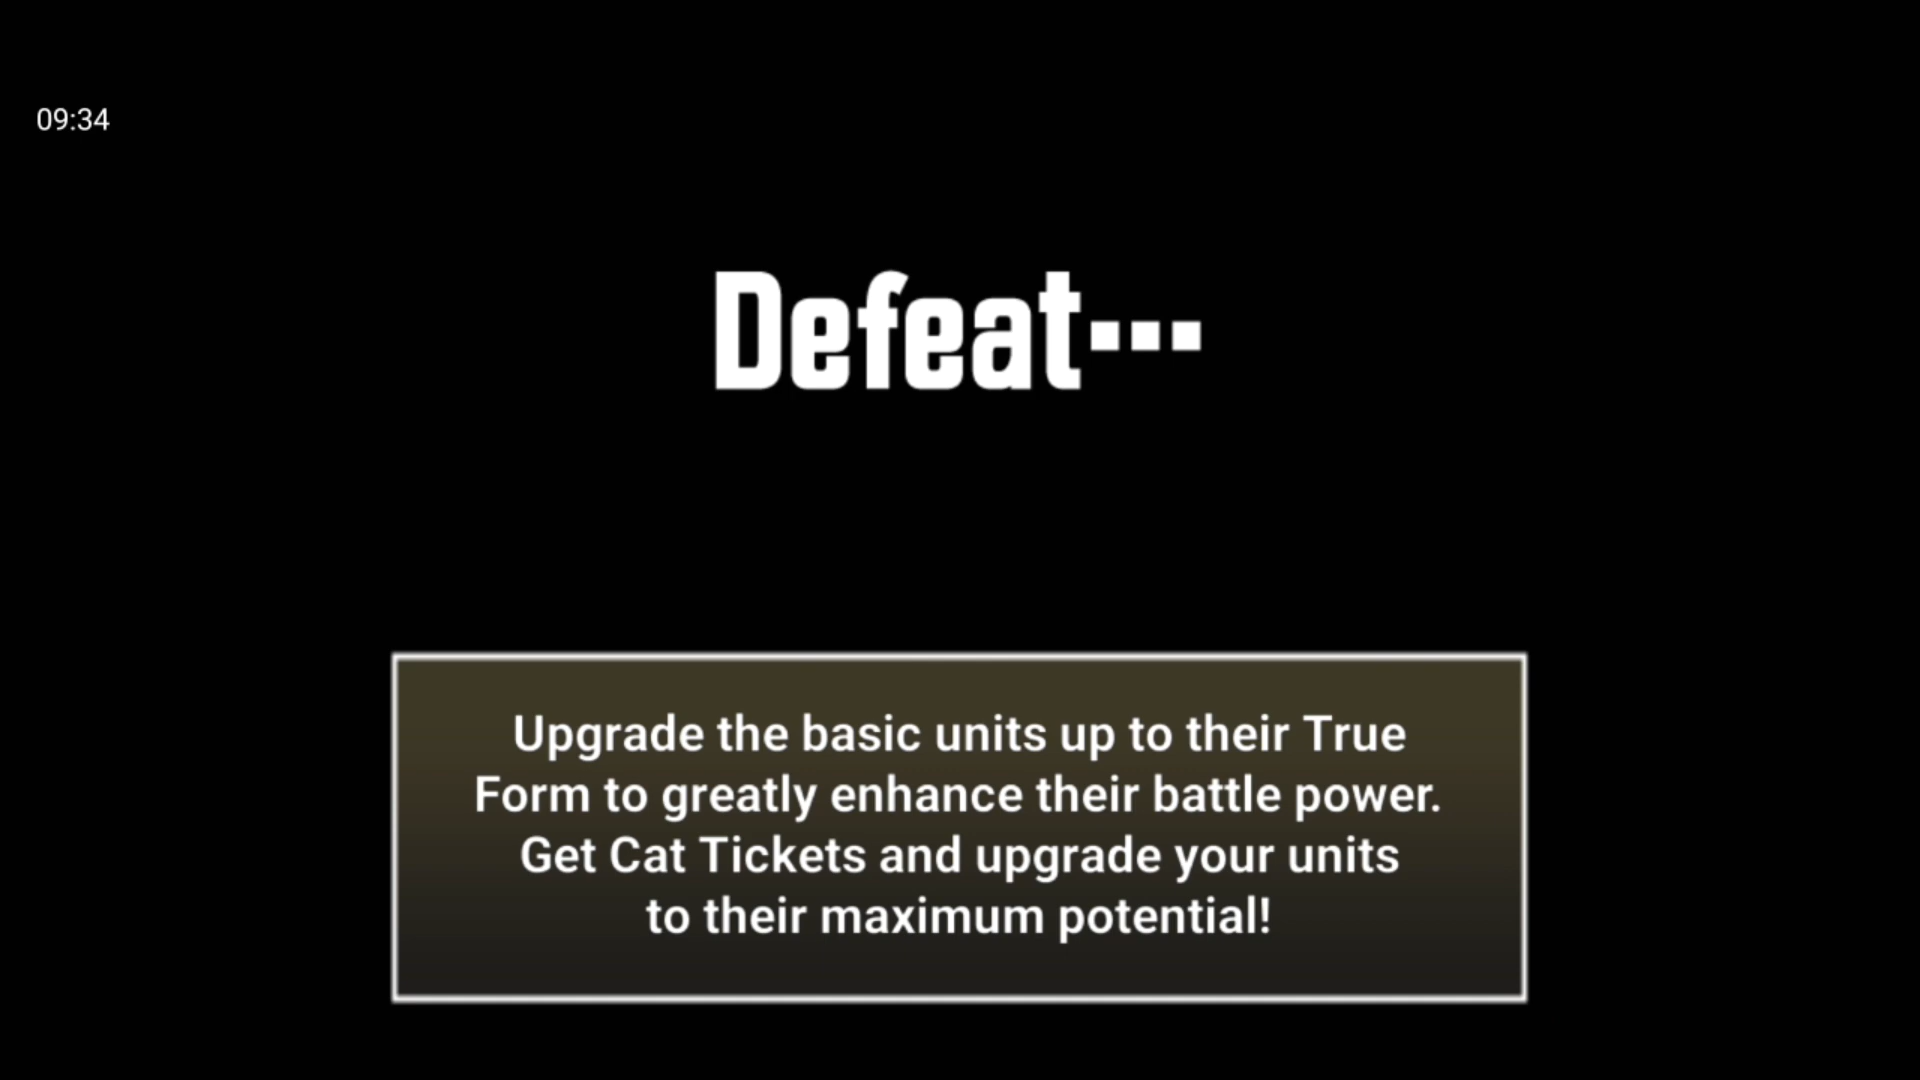 09:34
Defeat...
Upgrade the basic units up to their True
Form to greatly enhance their battle power.
Get Cat Tickets and upgrade your units
to their maximum potential!